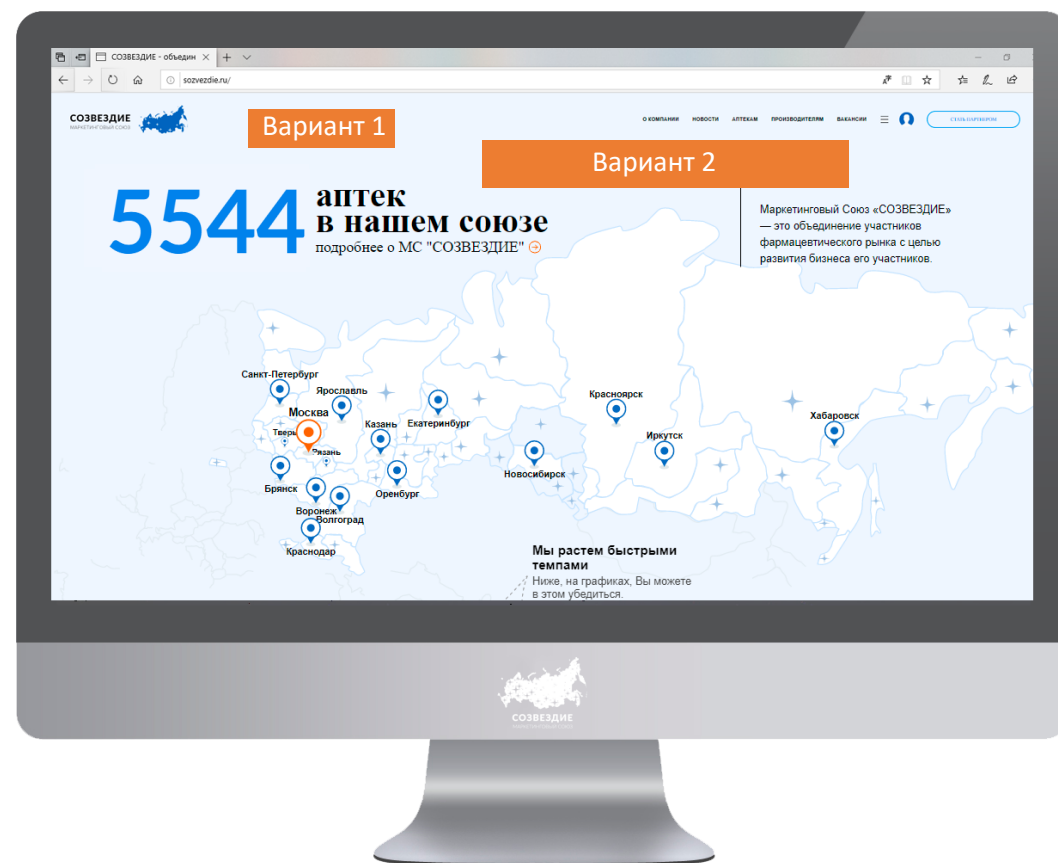 СОЗВЕЗДИЕ - объедин
sozvezdie.ru/
СОЗВЕЗДИЕ
МАРКЕТИНГОВЫЙ СОЮЗ
Вариант 1
О КОМПАНИИ НОВОСТИ АПТЕКАМ ПРОИЗВОДИТЕЛЯМ ВАКАНСИИ
СТАТЬ ПАРТНЕРОМ
Вариант 2
5544 аптек
в нашем союзе
подробнее о МС "СОЗВЕЗДИЕ"
Маркетинговый Союз «СОЗВЕЗДИЕ»
— это объединение участников
фармацевтического рынка с целью
развития бизнеса его участников.
Санкт-Петербург
Ярославль
Москва
Тверь
Рязань
Казань
Екатеринбург
Красноярск
Иркутск
Хабаровск
Новосибирск
Брянск
Оренбург
Воронеж
Волгоград
Краснодар
Мы растем быстрыми
темпами
Ниже, на графиках, Вы можете
в этом убедиться.
СОЗВЕЗДИЕ